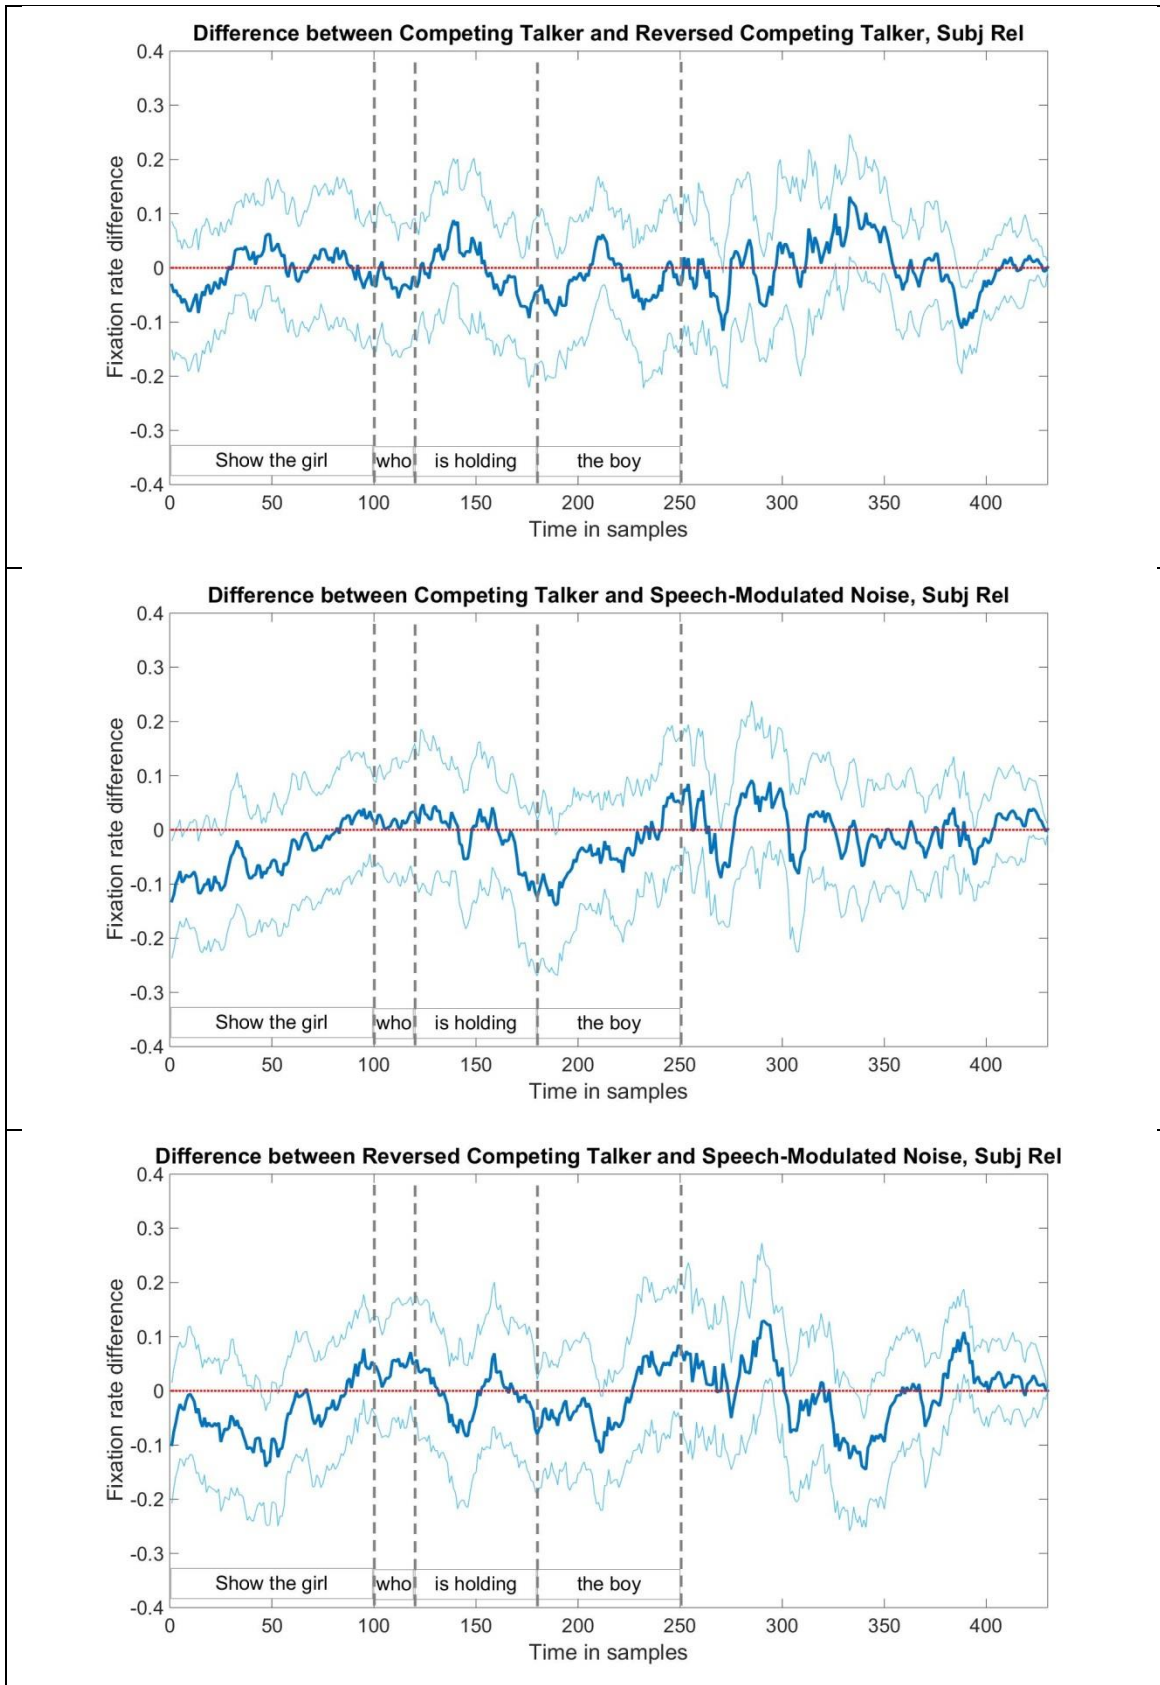 Difference between Competing Talker and Reversed Competing Talker, Subj Rel
0.4
0.3
0.2
0.1
0
-0.1
-0.2
-0.3
-0.4
Fixation rate difference
Show the girl who is holding the boy
0 50 100 150 200 250 300 350 400
Time in samples
Difference between Competing Talker and Speech-Modulated Noise, Subj Rel
0.4
0.3
0.2
0.1
0
-0.1
-0.2
-0.3
-0.4
Fixation rate difference
Show the girl who is holding the boy
0 50 100 150 200 250 300 350 400
Time in samples
Difference between Reversed Competing Talker and Speech-Modulated Noise, Subj Rel
0.4
0.3
0.2
0.1
0
-0.1
-0.2
-0.3
-0.4
Fixation rate difference
Show the girl who is holding the boy
0 50 100 150 200 250 300 350 400
Time in samples